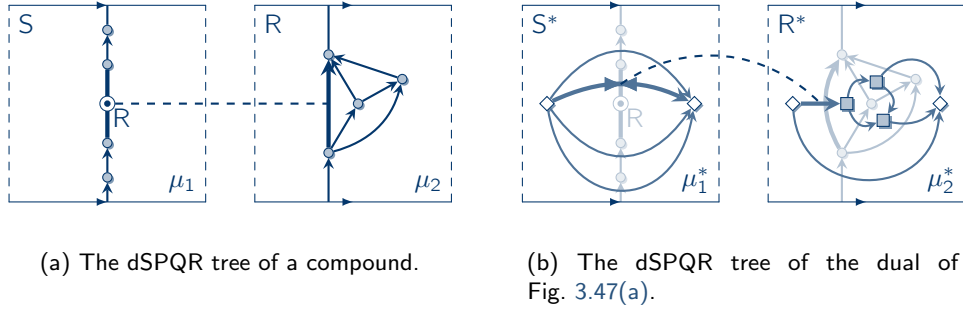 S
R
S*
R*
R
R
μ₁
μ₂
μ₁*
μ₂*
(a) The dSPQR tree of a compound.
(b) The dSPQR tree of the dual of
Fig. 3.47(a).